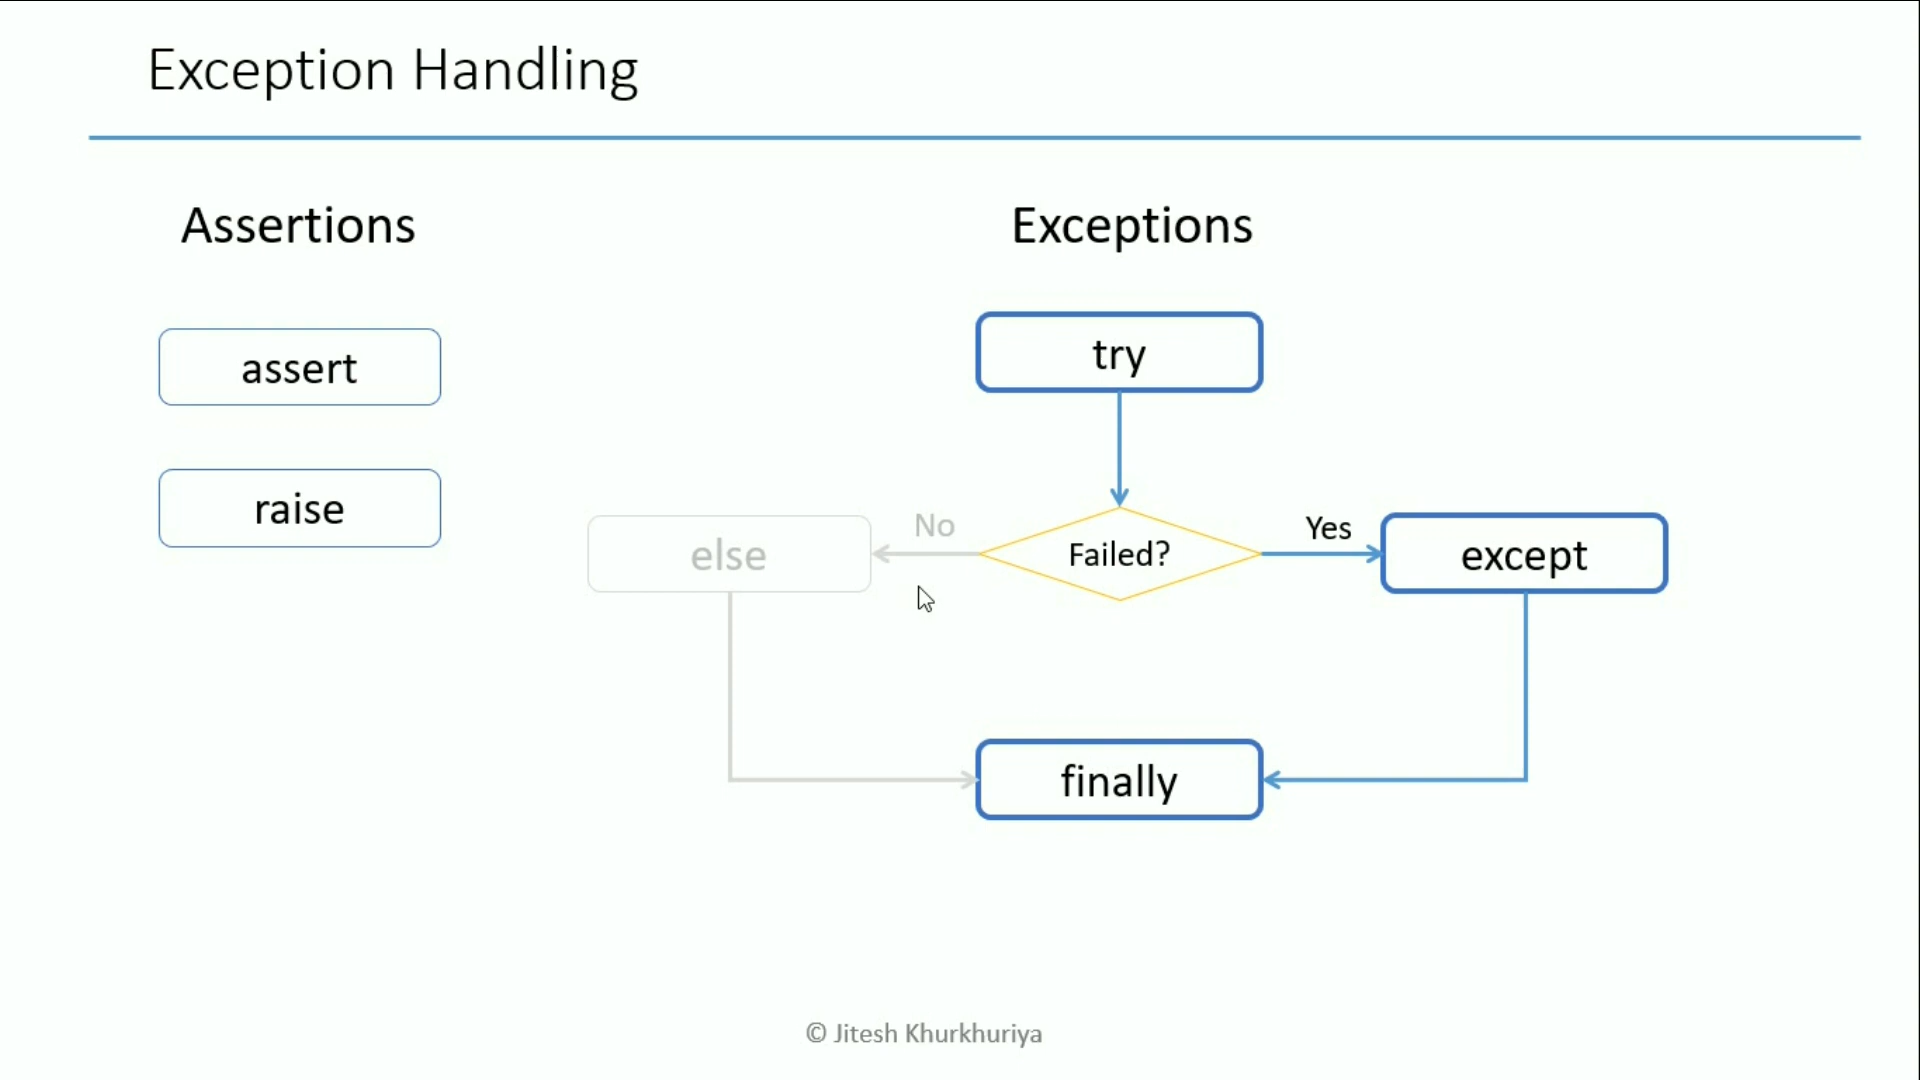 Exception Handling
Assertions
Exceptions
assert
try
raise
No
Yes
else
Failed?
except
finally
© Jitesh Khurkhuriya